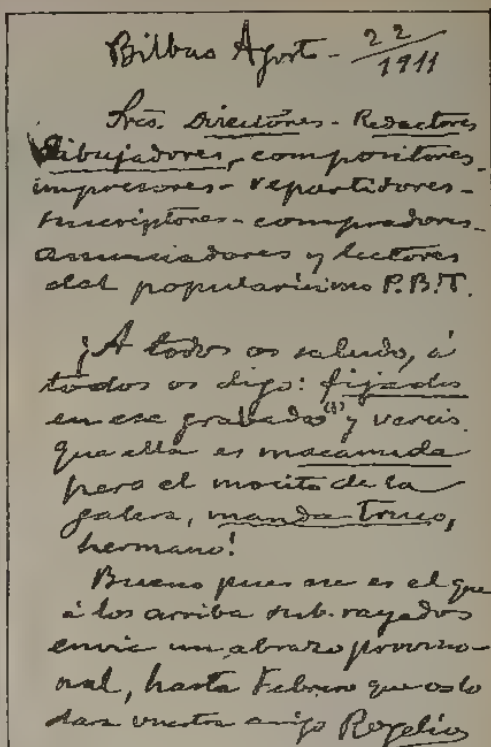 Bilbao Agosto - 22/1911
Sres. Directores - Redactores
Dibujadores, compositores -
impresores - repartidores -
suscriptores - compradores -
anunciadores y lectores
del popularísimo P.B.T.
¡A todos os saludo, á
todos os digo: fijados
en ese grabado (1) y vereis
que ella es macanuda
pero el mocito de la
galera, manda truco,
hermano!
Bueno pues ese es el que
á los arriba sub-rayados
envia un abrazo provisio-
nal, hasta Febrero que os lo
dará vuestro amigo Rogelio